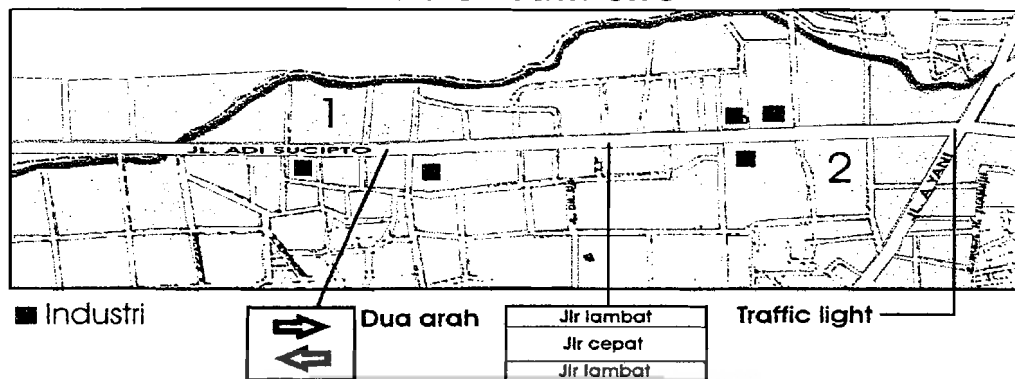 1
JL. ADI SUCIPTO
2
JL. A.YANI
Industri
Dua arah
Jlr lambat
Jlr cepat
Jlr lambat
Traffic light